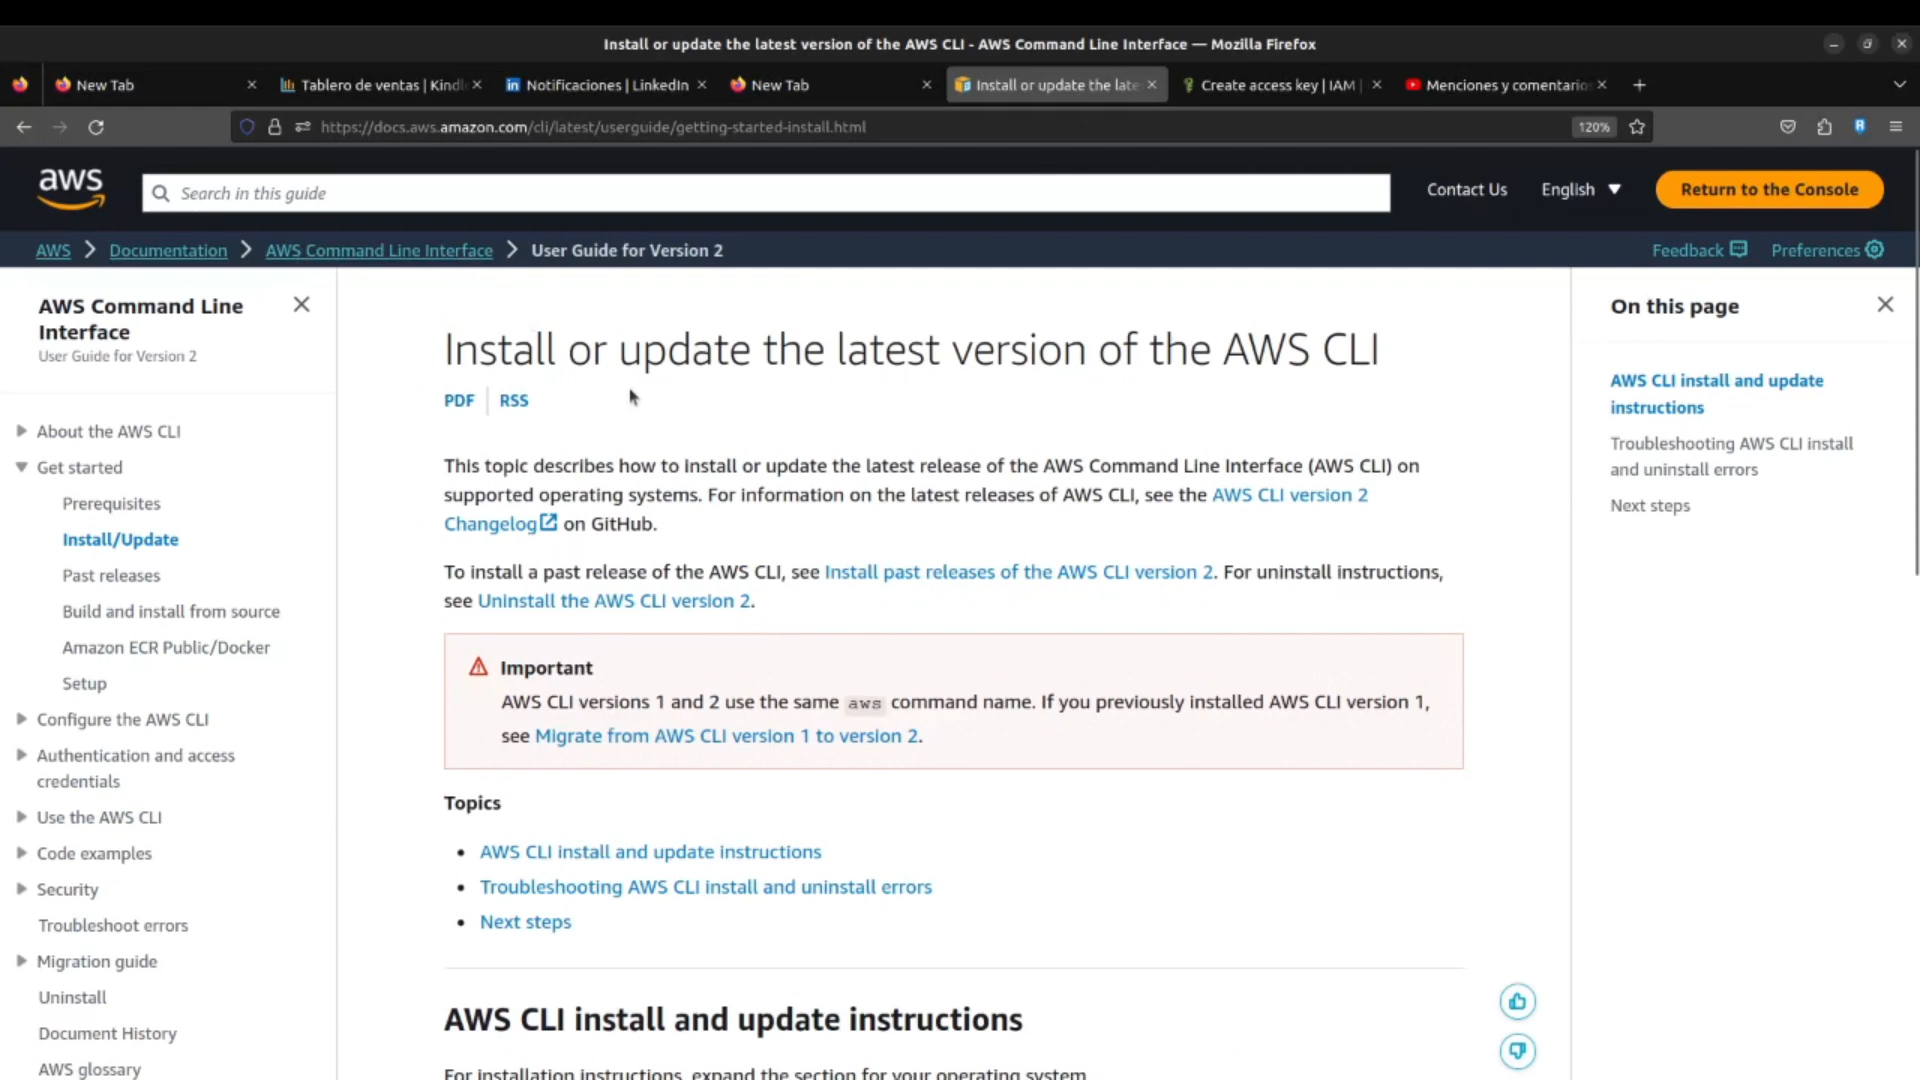 Install or update the latest version of the AWS CLI - AWS Command Line Interface — Mozilla Firefox
New Tab
Tablero de ventas | Kindl
Notificaciones | LinkedIn
New Tab
Install or update the late
Create access key | IAM |
Menciones y comentarios
https://docs.aws.amazon.com/cli/latest/userguide/getting-started-install.html
120%
aws
Search in this guide
Contact Us
English
Return to the Console
AWS
Documentation
AWS Command Line Interface
User Guide for Version 2
Feedback
Preferences
AWS Command Line
Interface
User Guide for Version 2
About the AWS CLI
Get started
Prerequisites
Install/Update
Past releases
Build and install from source
Amazon ECR Public/Docker
Setup
Configure the AWS CLI
Authentication and access
credentials
Use the AWS CLI
Code examples
Security
Troubleshoot errors
Migration guide
Uninstall
Document History
AWS glossary
Install or update the latest version of the AWS CLI
PDF
RSS
This topic describes how to install or update the latest release of the AWS Command Line Interface (AWS CLI) on
supported operating systems. For information on the latest releases of AWS CLI, see the AWS CLI version 2
Changelog on GitHub.
To install a past release of the AWS CLI, see Install past releases of the AWS CLI version 2. For uninstall instructions,
see Uninstall the AWS CLI version 2.
Important
AWS CLI versions 1 and 2 use the same aws command name. If you previously installed AWS CLI version 1,
see Migrate from AWS CLI version 1 to version 2.
Topics
• AWS CLI install and update instructions
• Troubleshooting AWS CLI install and uninstall errors
• Next steps
AWS CLI install and update instructions
For installation instructions, expand the section for your operating system.
On this page
AWS CLI install and update
instructions
Troubleshooting AWS CLI install
and uninstall errors
Next steps